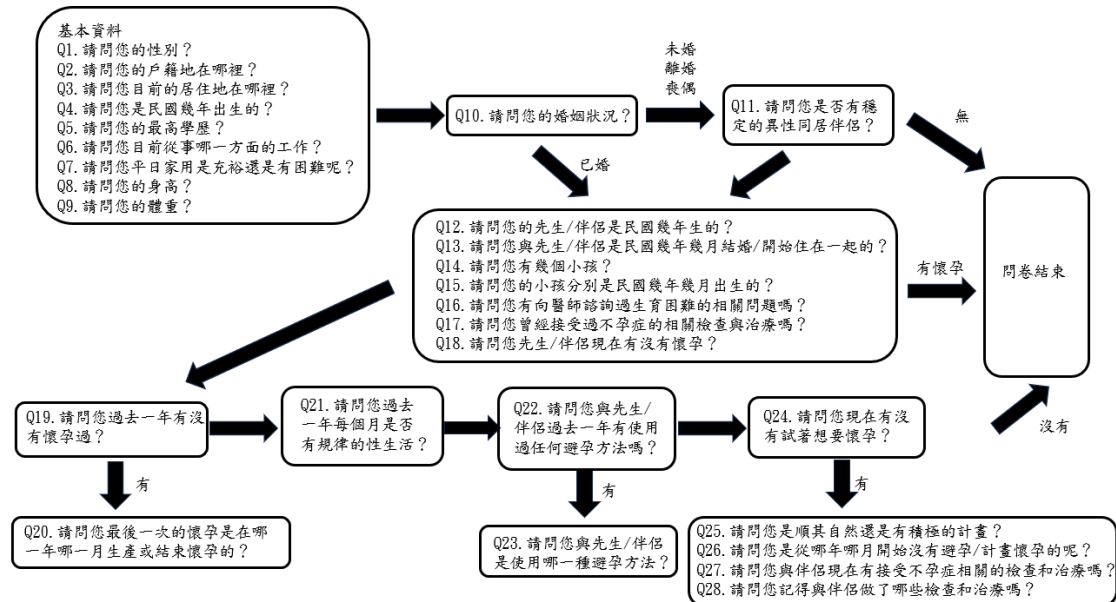 基本資料
Q1.請問您的性別？
Q2.請問您的戶籍地在哪裡？
Q3.請問您目前的居住地在哪裡？
Q4.請問您是民國幾年出生的？
Q5.請問您的最高學歷？
Q6.請問您目前從事哪一方面的工作？
Q7.請問您平日家用是充裕還是有困難呢？
Q8.請問您的身高？
Q9.請問您的體重？
Q10.請問您的婚姻狀況？
未婚
離婚
喪偶
Q11.請問您是否有穩
定的異性同居伴侶？
無
已婚
Q12.請問您的先生/伴侶是民國幾年生的？
Q13.請問您與先生/伴侶是民國幾年幾月結婚/開始住在一起的？
Q14.請問您有幾個小孩？
Q15.請問您的小孩分別是民國幾年幾月出生的？
Q16.請問您有向醫師諮詢過生育困難的相關問題嗎？
Q17.請問您曾經接受過不孕症的相關檢查與治療嗎？
Q18.請問您先生/伴侶現在有沒有懷孕？
有懷孕
問卷結束
Q19.請問您過去一年有沒
有懷孕過？
Q21.請問您過去
一年每個月是否
有規律的性生活？
Q22.請問您與先生/
伴侶過去一年有使用
過任何避孕方法嗎？
Q24.請問您現在有沒
有試著想要懷孕？
沒有
有
有
有
Q20.請問您最後一次的懷孕是在哪
一年哪一月生產或結束懷孕的？
Q23.請問您與先生/伴侶
是使用哪一種避孕方法？
Q25.請問您是順其自然還是有積極的計畫？
Q26.請問您是從哪年哪月開始沒有避孕/計畫懷孕的呢？
Q27.請問您與伴侶現在有接受不孕症相關的檢查和治療嗎？
Q28.請問您記得與伴侶做了哪些檢查和治療嗎？